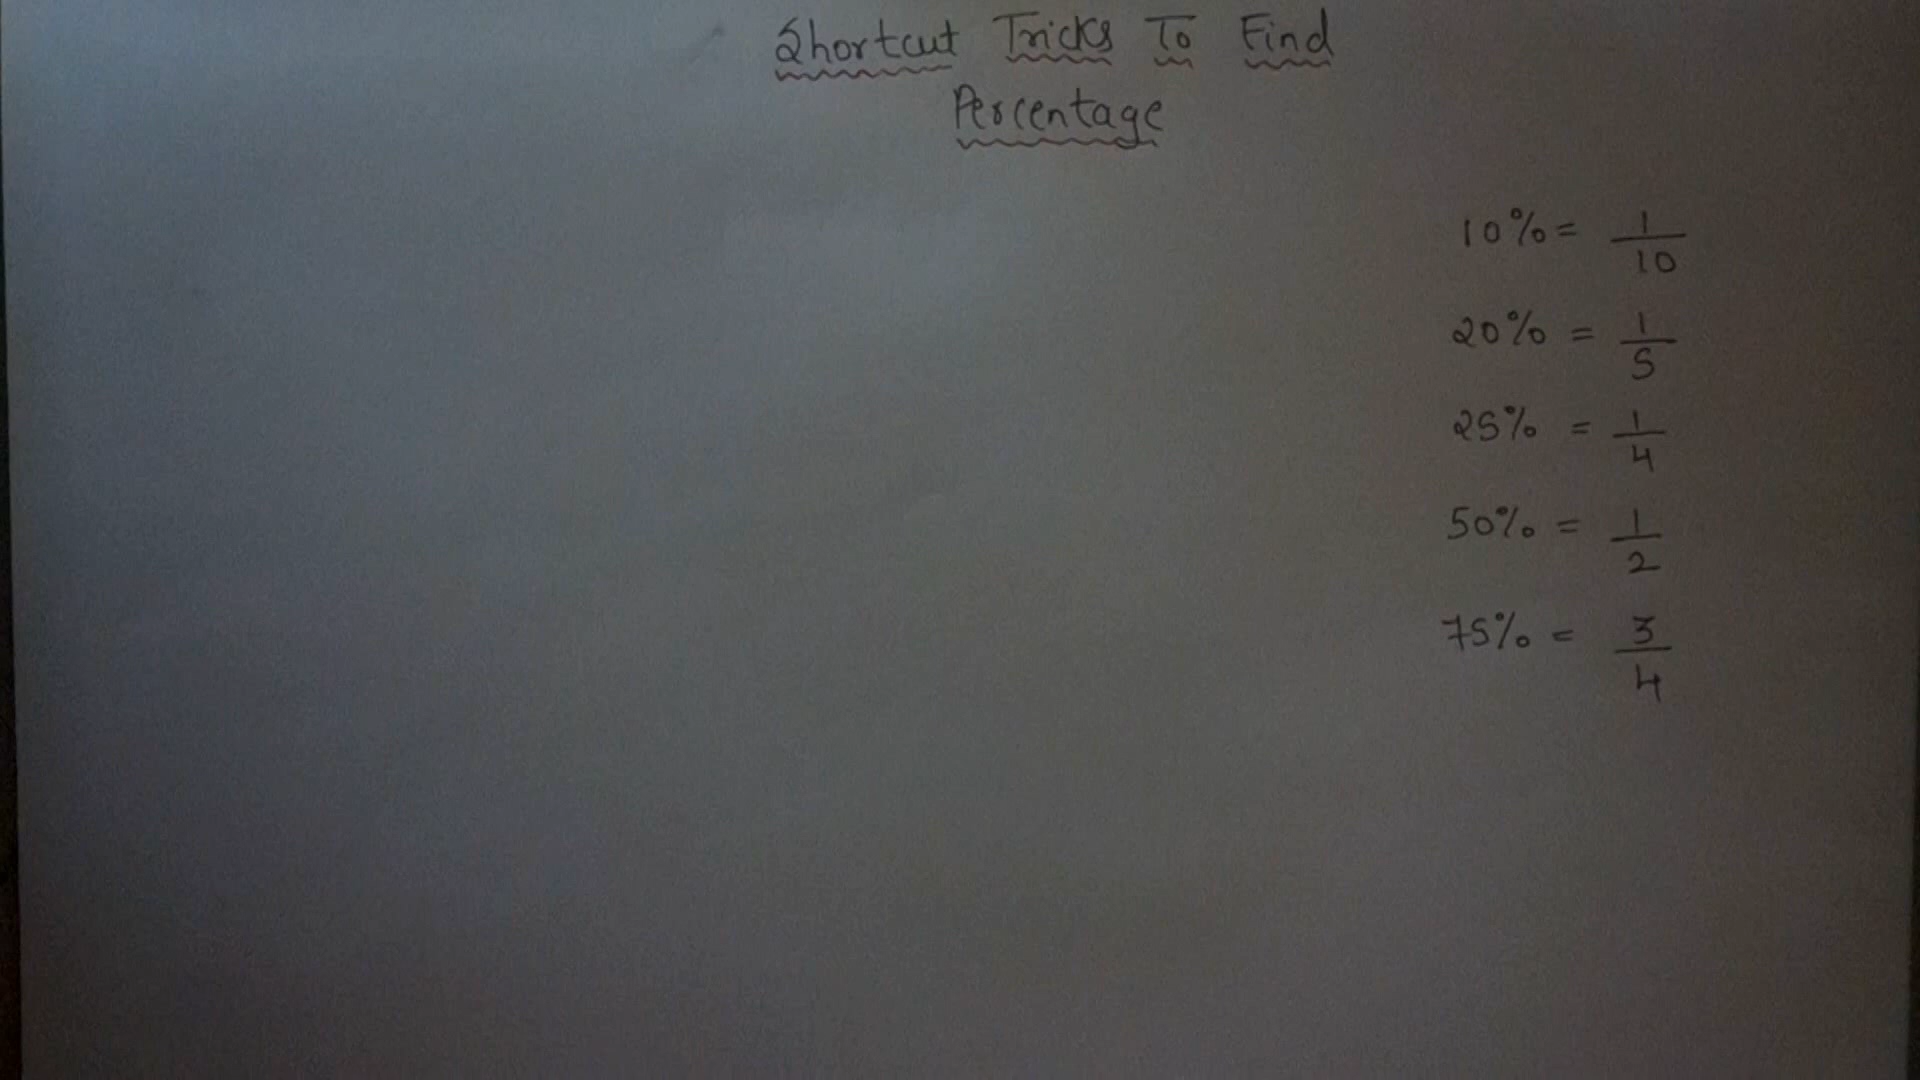 Shortcut Tricks To Find
Percentage
10% = 1/10
20% = 1/5
25% = 1/4
50% = 1/2
75% = 3/4